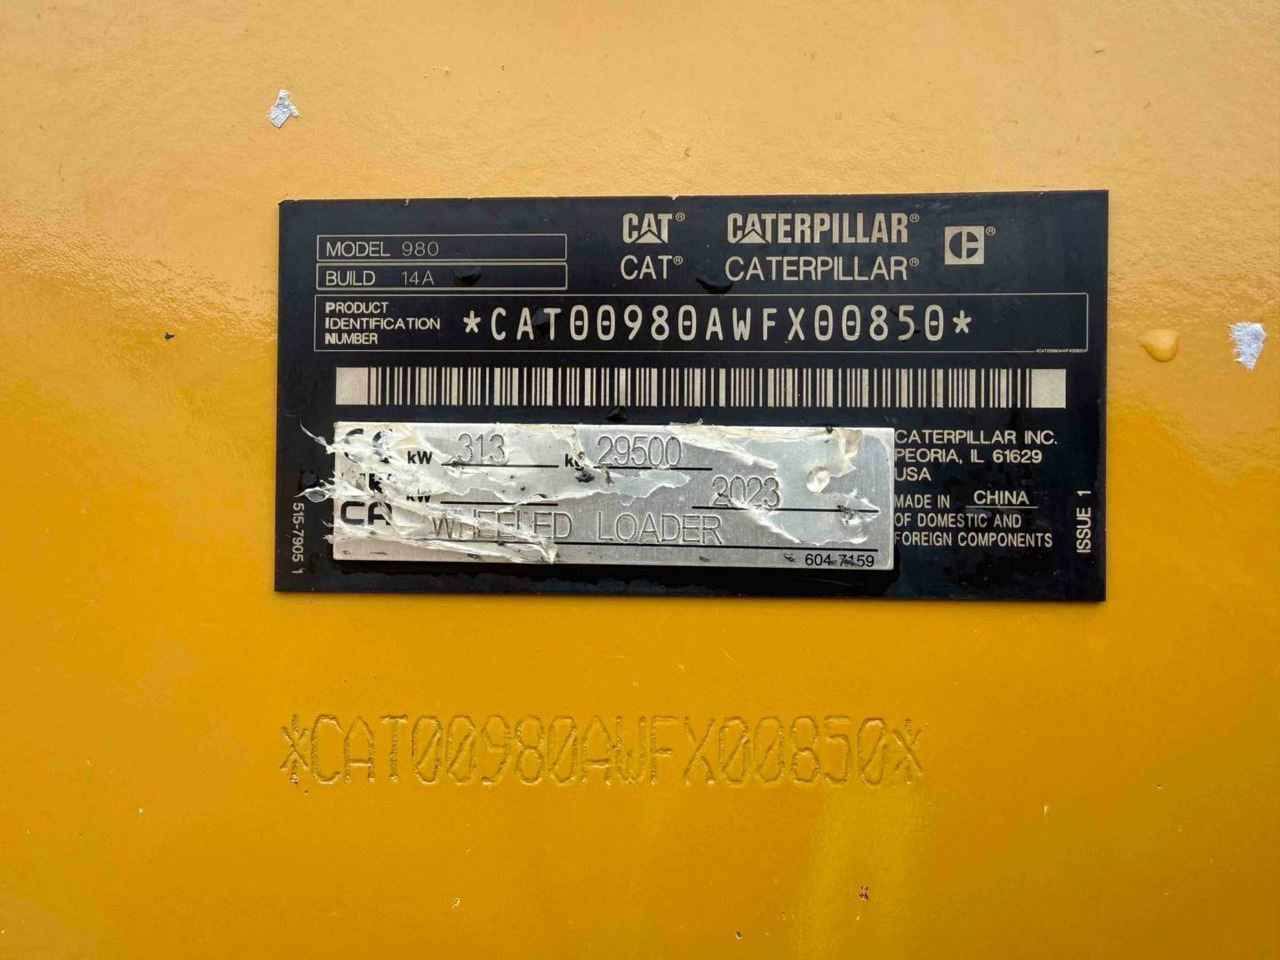 CAT® CATERPILLAR®
CAT® CATERPILLAR®
MODEL 980
BUILD 14A
PRODUCT
IDENTIFICATION
NUMBER
*CAT00980AWFX00850*
*CAT00980AWFX00850*
kW 313 kg 29500
kW 2023
WHEELED LOADER
604-7159
CATERPILLAR INC.
PEORIA, IL 61629
USA
MADE IN CHINA
OF DOMESTIC AND
FOREIGN COMPONENTS
ISSUE 1
515-7905 1
*CAT00980AWFX00850*